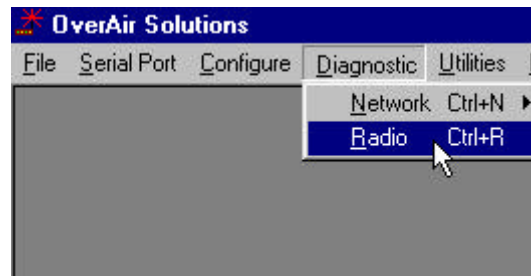 OverAir Solutions
File Serial Port Configure Diagnostic Utilities
Network Ctrl+N
Radio Ctrl+R